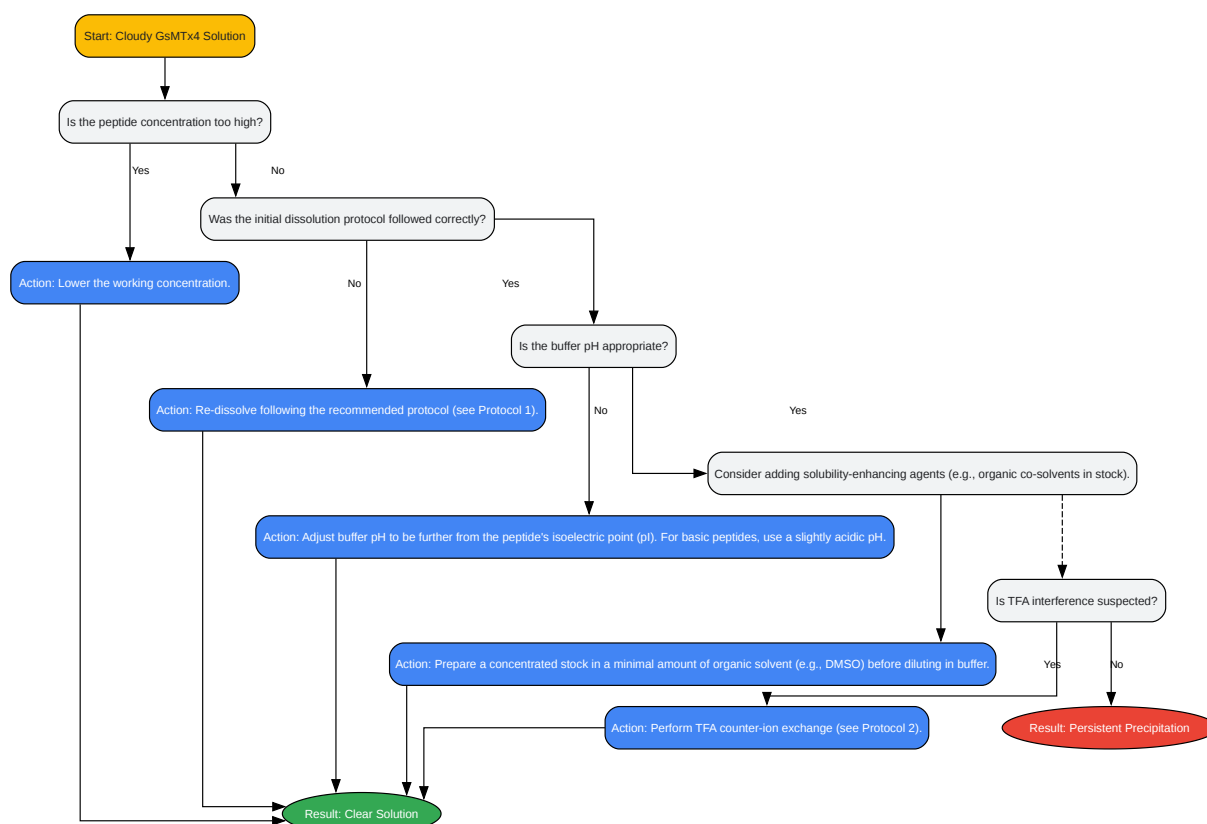 Start: Cloudy GsMTx4 Solution
Is the peptide concentration too high?
Yes
No
Was the initial dissolution protocol followed correctly?
Action: Lower the working concentration.
No
Yes
Is the buffer pH appropriate?
Action: Re-dissolve following the recommended protocol (see Protocol 1).
No
Yes
Consider adding solubility-enhancing agents (e.g., organic co-solvents in stock).
Action: Adjust buffer pH to be further from the peptide's isoelectric point (pI). For basic peptides, use a slightly acidic pH.
Is TFA interference suspected?
Action: Prepare a concentrated stock in a minimal amount of organic solvent (e.g., DMSO) before diluting in buffer.
Yes
No
Action: Perform TFA counter-ion exchange (see Protocol 2).
Result: Persistent Precipitation
Result: Clear Solution